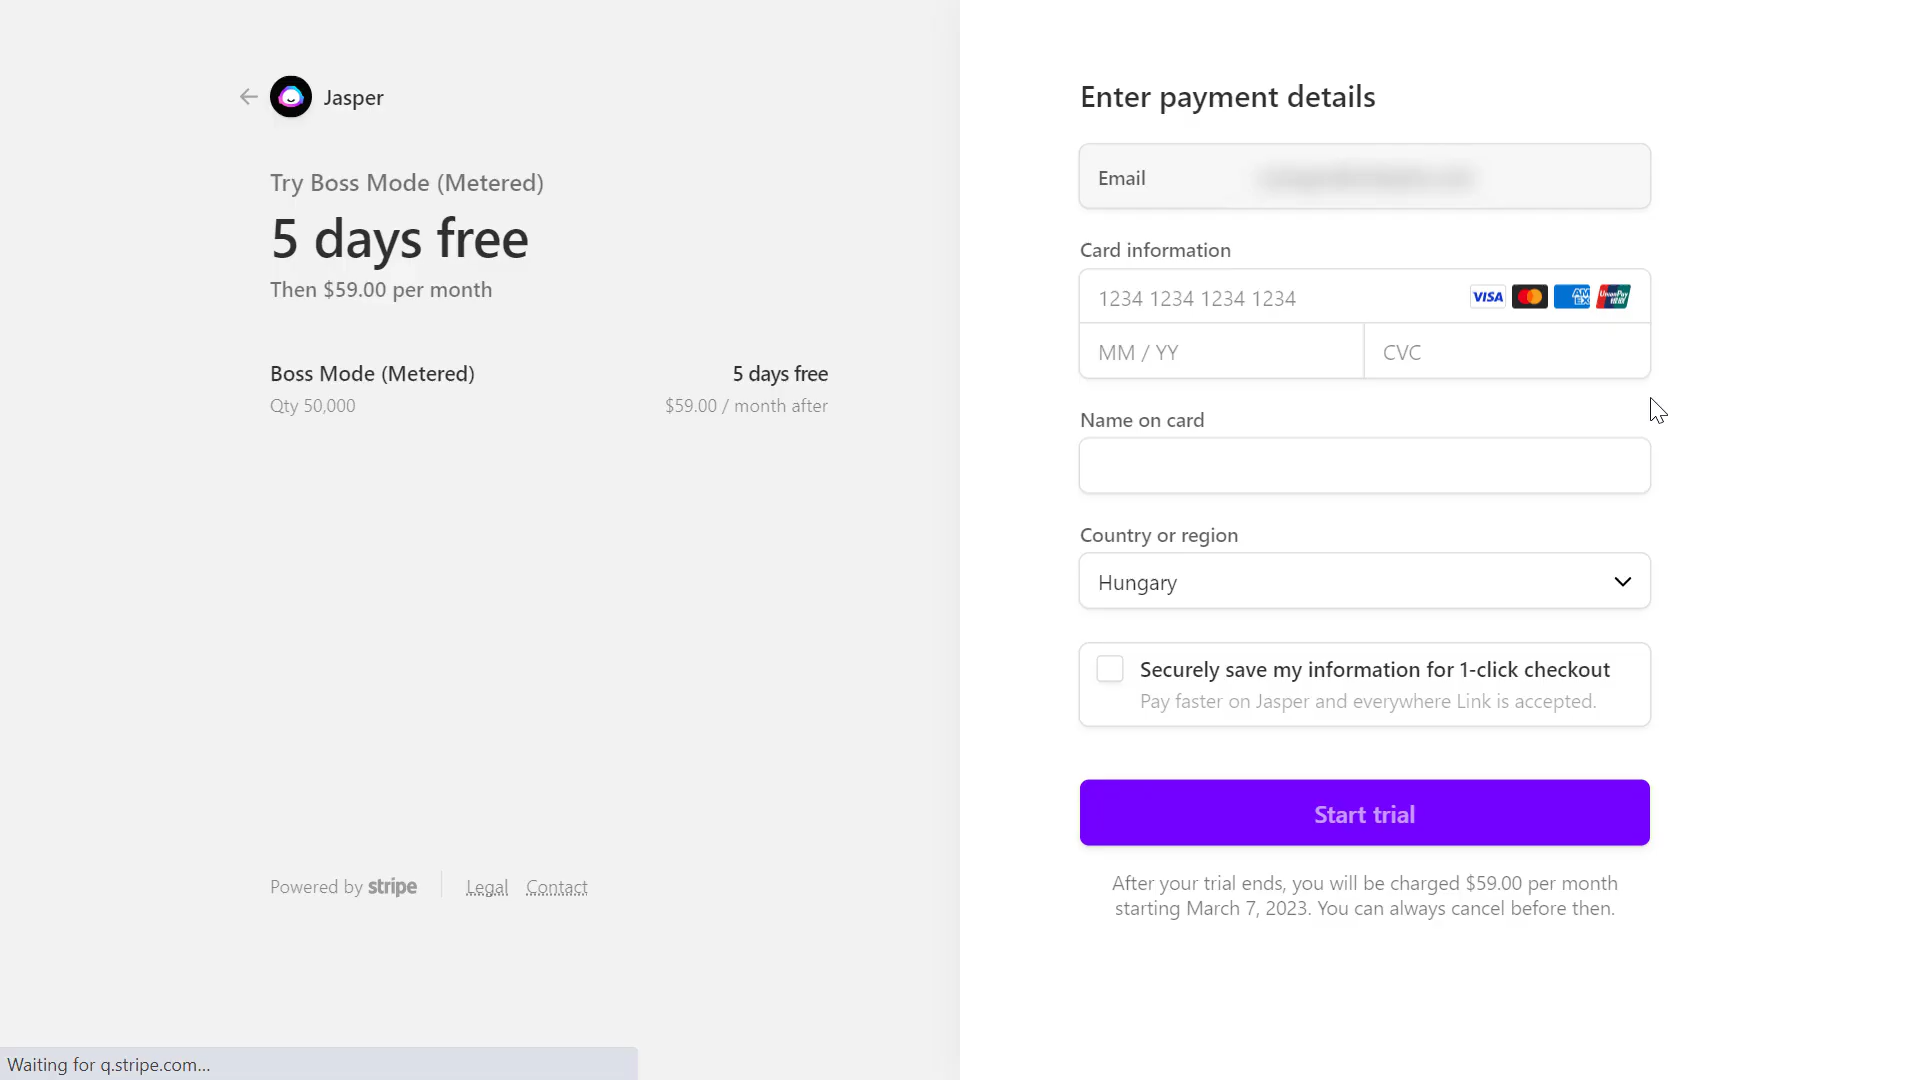 Jasper
Try Boss Mode (Metered)
5 days free
Then $59.00 per month
Boss Mode (Metered) 5 days free
Qty 50,000 $59.00 / month after
Powered by stripe Legal Contact
Waiting for q.stripe.com...
Enter payment details
Email
Card information
1234 1234 1234 1234 VISA AMEX UnionPay
MM / YY CVC
Name on card
Country or region
Hungary
Securely save my information for 1-click checkout
Pay faster on Jasper and everywhere Link is accepted.
Start trial
After your trial ends, you will be charged $59.00 per month
starting March 7, 2023. You can always cancel before then.